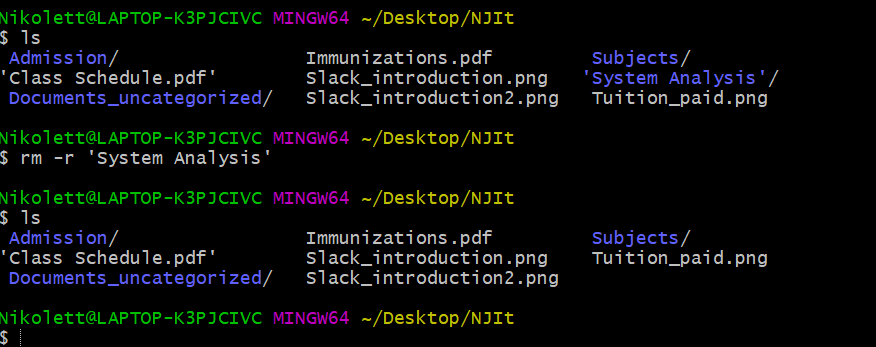 Nikolett@LAPTOP-K3PJCIVC MINGW64 ~/Desktop/NJIt
$ ls
 Admission/                 Immunizations.pdf         Subjects/
'Class Schedule.pdf'        Slack_introduction.png   'System Analysis'/
 Documents_uncategorized/   Slack_introduction2.png   Tuition_paid.png
Nikolett@LAPTOP-K3PJCIVC MINGW64 ~/Desktop/NJIt
$ rm -r 'System Analysis'
Nikolett@LAPTOP-K3PJCIVC MINGW64 ~/Desktop/NJIt
$ ls
 Admission/                 Immunizations.pdf         Subjects/
'Class Schedule.pdf'        Slack_introduction.png    Tuition_paid.png
 Documents_uncategorized/   Slack_introduction2.png
Nikolett@LAPTOP-K3PJCIVC MINGW64 ~/Desktop/NJIt
$